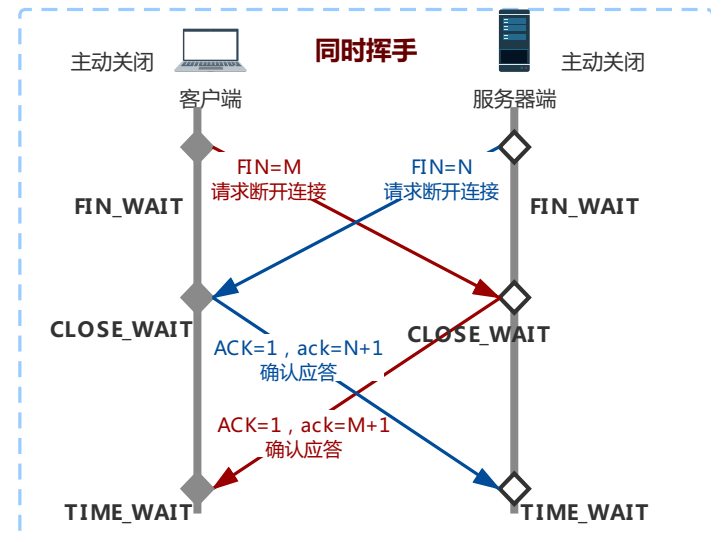 同时挥手
主动关闭
主动关闭
客户端
服务器端
FIN=M
请求断开连接
FIN=N
请求断开连接
FIN_WAIT
FIN_WAIT
CLOSE_WAIT
CLOSE_WAIT
ACK=1，ack=N+1
确认应答
ACK=1，ack=M+1
确认应答
TIME_WAIT
TIME_WAIT